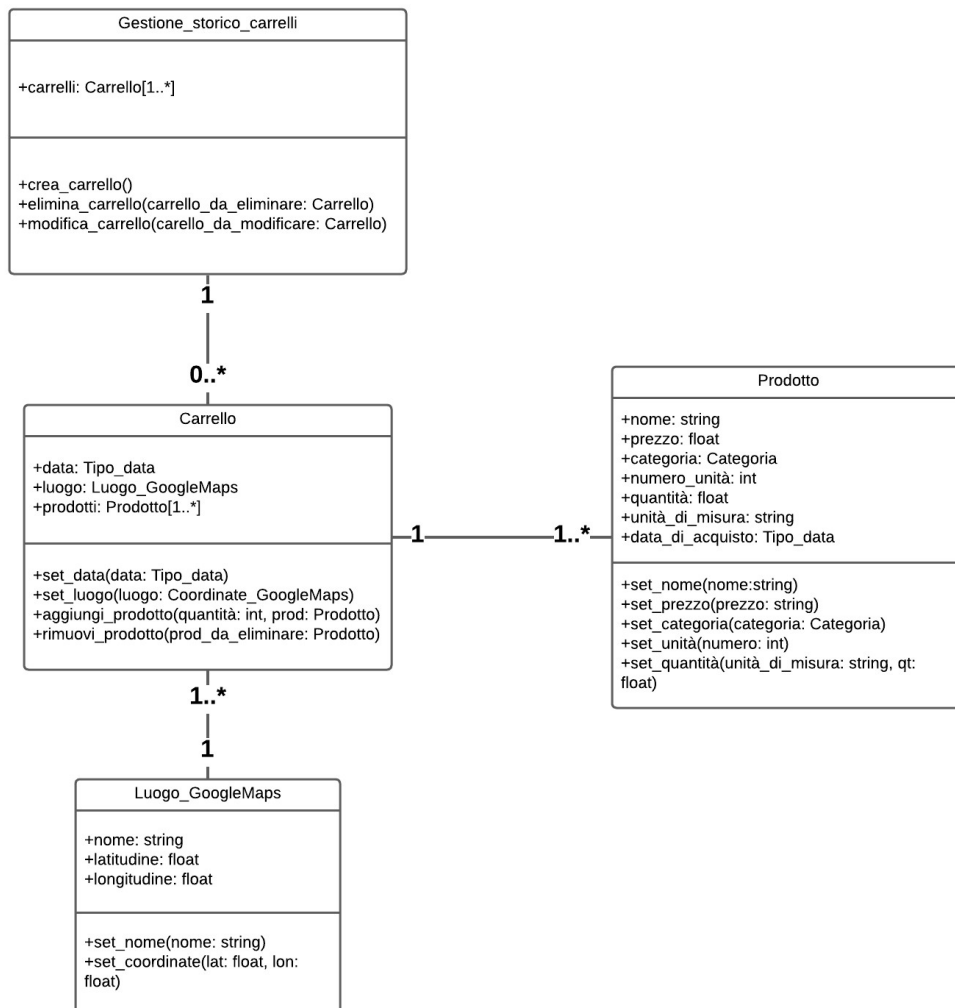 Gestione_storico_carrelli
+carrelli: Carrello[1..*]
+crea_carrello()
+elimina_carrello(carrello_da_eliminare: Carrello)
+modifica_carrello(carello_da_modificare: Carrello)
1
0..*
Carrello
+data: Tipo_data
+luogo: Luogo_GoogleMaps
+prodotti: Prodotto[1..*]
+set_data(data: Tipo_data)
+set_luogo(luogo: Coordinate_GoogleMaps)
+aggiungi_prodotto(quantità: int, prod: Prodotto)
+rimuovi_prodotto(prod_da_eliminare: Prodotto)
1
1..*
Prodotto
+nome: string
+prezzo: float
+categoria: Categoria
+numero_unità: int
+quantità: float
+unità_di_misura: string
+data_di_acquisto: Tipo_data
+set_nome(nome:string)
+set_prezzo(prezzo: string)
+set_categoria(categoria: Categoria)
+set_unità(numero: int)
+set_quantità(unità_di_misura: string, qt:
float)
1..*
1
Luogo_GoogleMaps
+nome: string
+latitudine: float
+longitudine: float
+set_nome(nome: string)
+set_coordinate(lat: float, lon:
float)